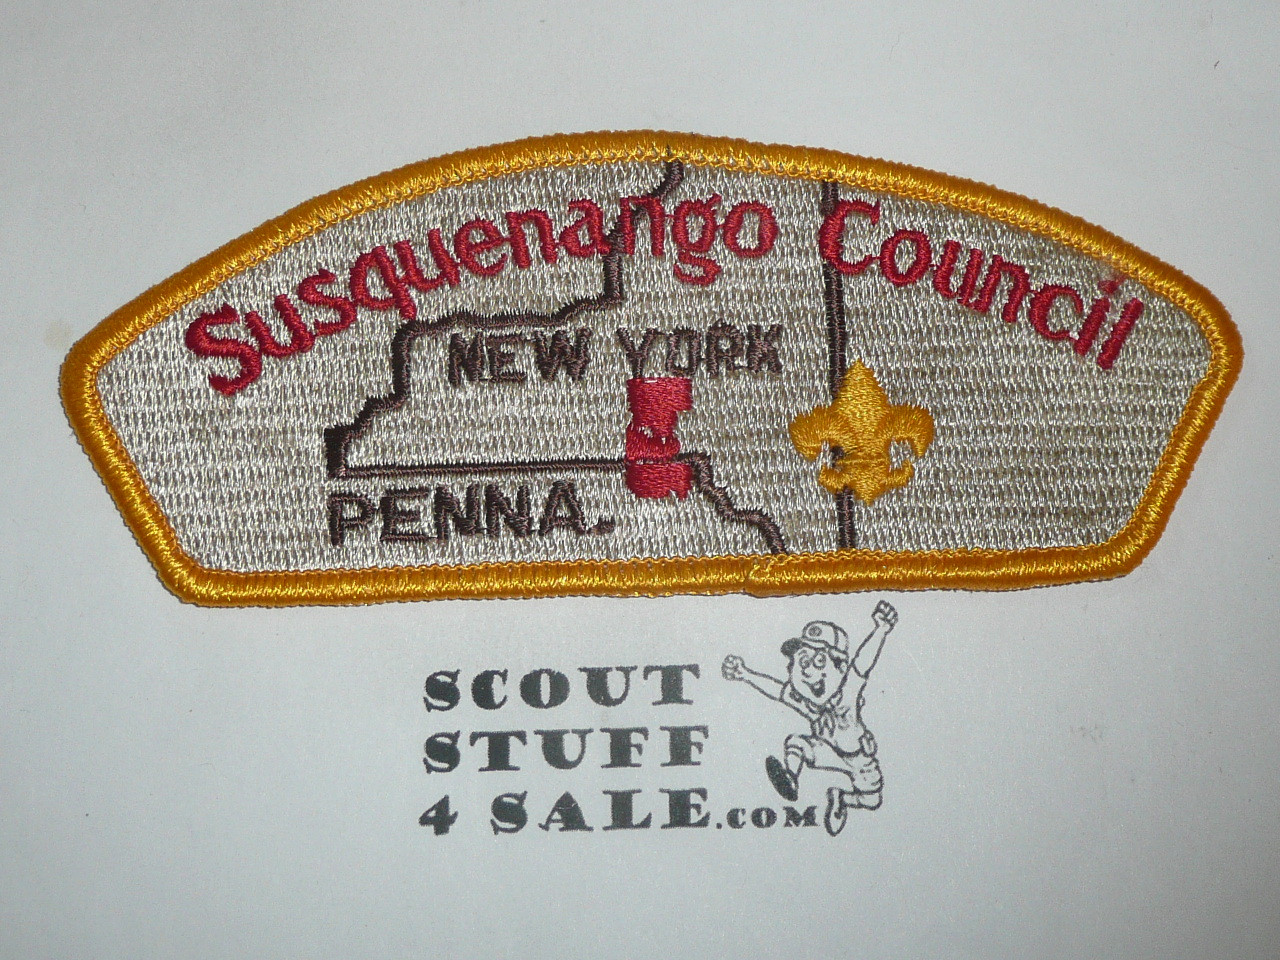 Susquenango Council
NEW YORK
PENNA.
SCOUT
STUFF
4 SALE.COM